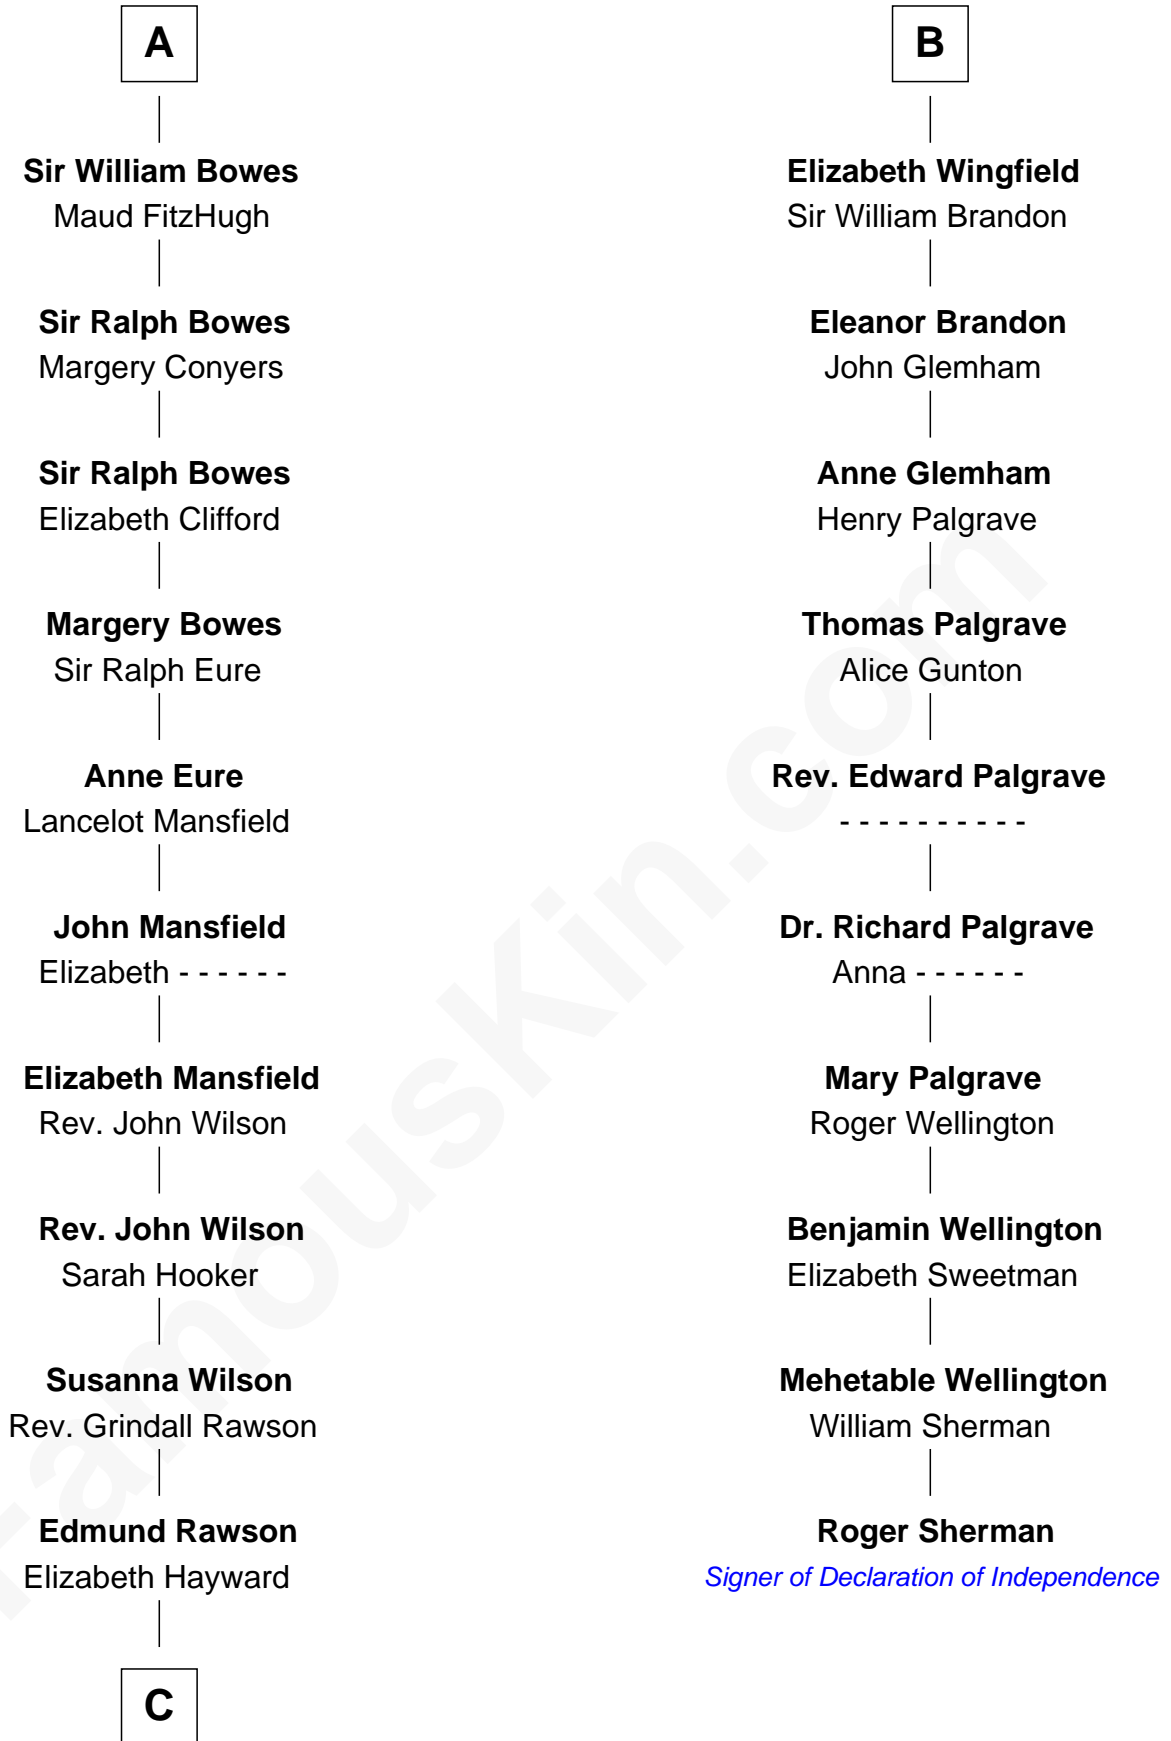 A
Sir William Bowes
Maud FitzHugh
Sir Ralph Bowes
Margery Conyers
Sir Ralph Bowes
Elizabeth Clifford
Margery Bowes
Sir Ralph Eure
Anne Eure
Lancelot Mansfield
John Mansfield
Elizabeth - - - - - -
Elizabeth Mansfield
Rev. John Wilson
Rev. John Wilson
Sarah Hooker
Susanna Wilson
Rev. Grindall Rawson
Edmund Rawson
Elizabeth Hayward
C
B
Elizabeth Wingfield
Sir William Brandon
Eleanor Brandon
John Glemham
Anne Glemham
Henry Palgrave
Thomas Palgrave
Alice Gunton
Rev. Edward Palgrave
- - - - - - - - - -
Dr. Richard Palgrave
Anna - - - - - -
Mary Palgrave
Roger Wellington
Benjamin Wellington
Elizabeth Sweetman
Mehetable Wellington
William Sherman
Roger Sherman
Signer of Declaration of Independence
FamousKin.com